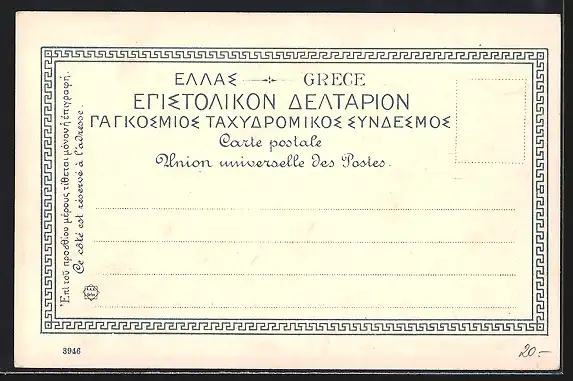 ΕΛΛΑΣ GRECE
ΕΠΙΣΤΟΛΙΚΟΝ ΔΕΛΤΑΡΙΟΝ
ΠΑΓΚΟΣΜΙΟΣ ΤΑΧΥΔΡΟΜΙΚΟΣ ΣΥΝΔΕΣΜΟΣ
Carte postale
Union universelle des Postes.
Ἐπὶ τοῦ προσθίου μέρους τίθεται μόνον ἡ ἐπιγραφή.
Ce côté est réservé à l'adresse.
3946
20.-